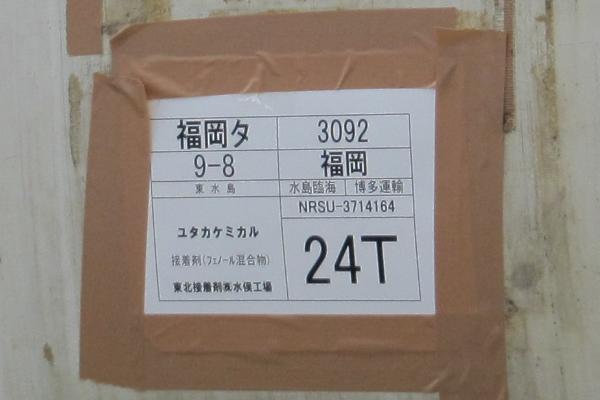 福岡タ 3092
9-8 福岡
東水島 水島臨海 博多運輸
NRSU-3714164
ユタカケミカル
24T
接着剤(フェノール混合物)
東北接着剤㈱水俣工場